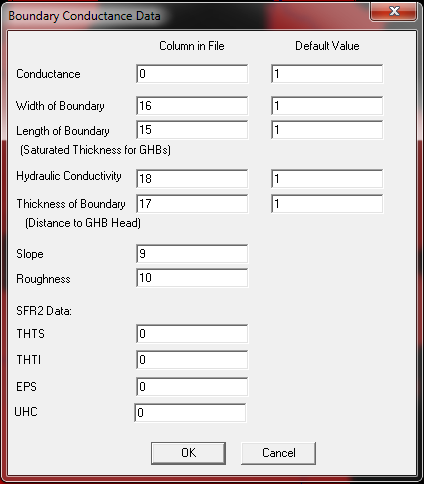 Boundary Conductance Data
Column in File Default Value
Conductance 0 1
Width of Boundary 16 1
Length of Boundary 15 1
(Saturated Thickness for GHBs)
Hydraulic Conductivity 18 1
Thickness of Boundary 17 1
(Distance to GHB Head)
Slope 9
Roughness 10
SFR2 Data:
THTS 0
THTI 0
EPS 0
UHC 0
OK Cancel